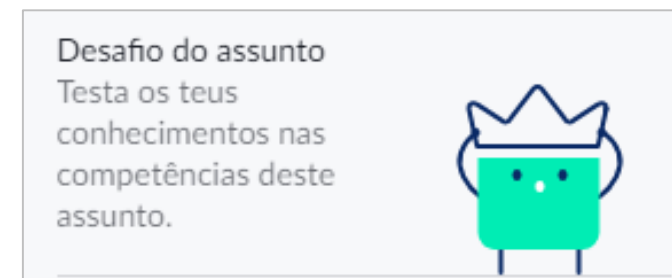 Desafio do assunto
Testa os teus
conhecimentos nas
competências deste
assunto.